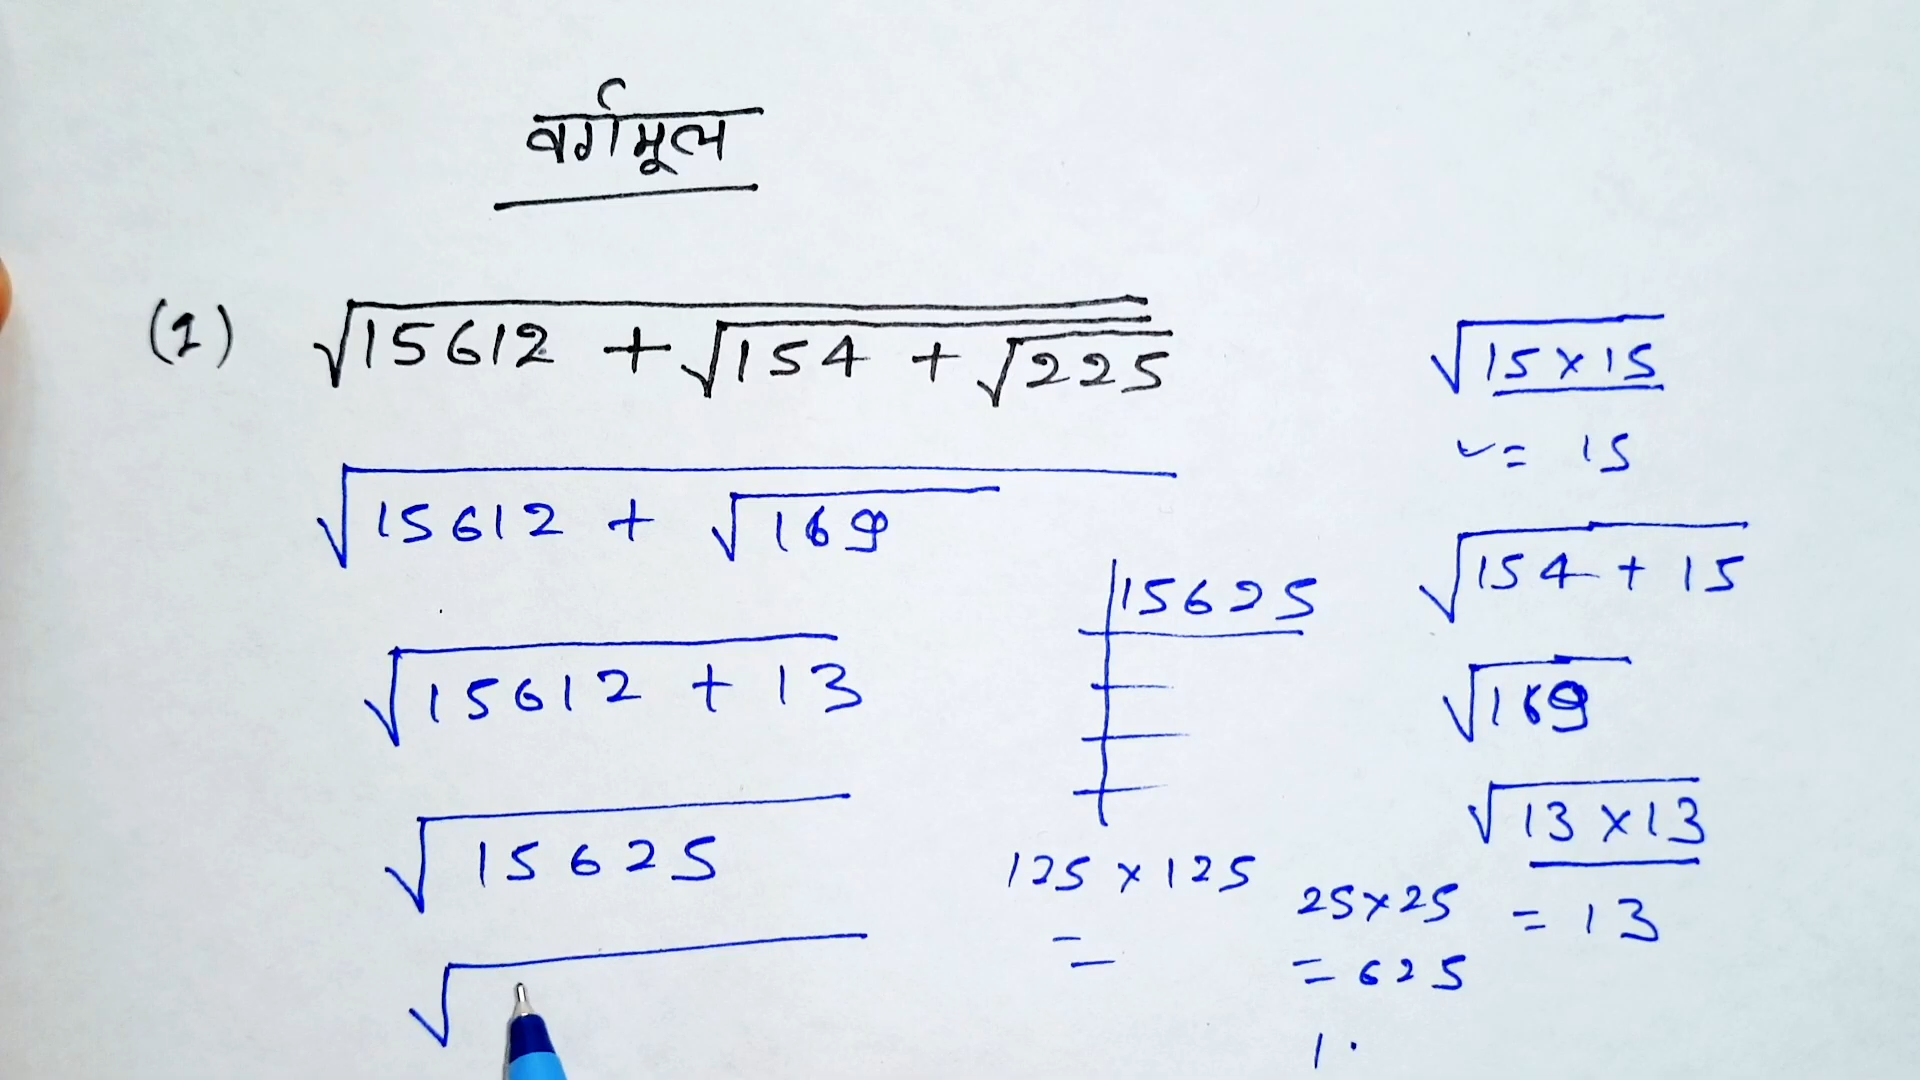 वर्गमूल
(1) √15612 + √154 + √225
√15612 + √169
√15612 + 13
√15625
√
15625
125 × 125
=
25×25
= 625
1.
√15 × 15
= 15
√154 + 15
√169
√13 × 13
= 13